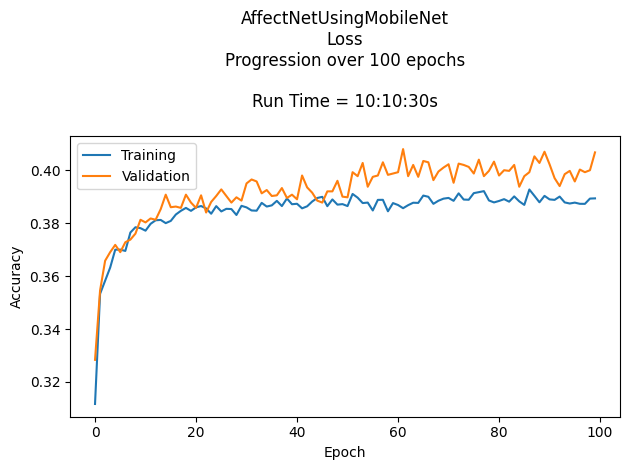 AffectNetUsingMobileNet
Loss
Progression over 100 epochs
Run Time = 10:10:30s
Training
Validation
0.40
0.38
0.36
0.34
0.32
Accuracy
0
20
40
60
80
100
Epoch